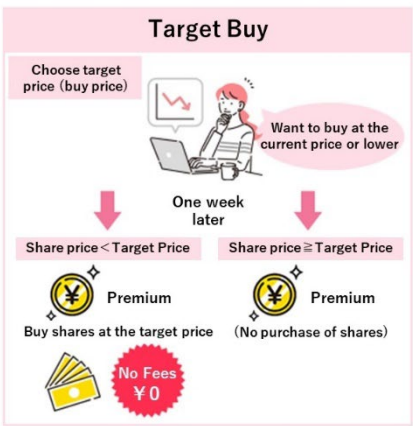 Target Buy
Choose target
price (buy price)
Want to buy at the
current price or lower
One week
later
Share price＜Target Price
Share price≧Target Price
¥ Premium
¥ Premium
Buy shares at the target price
(No purchase of shares)
No Fees
¥0